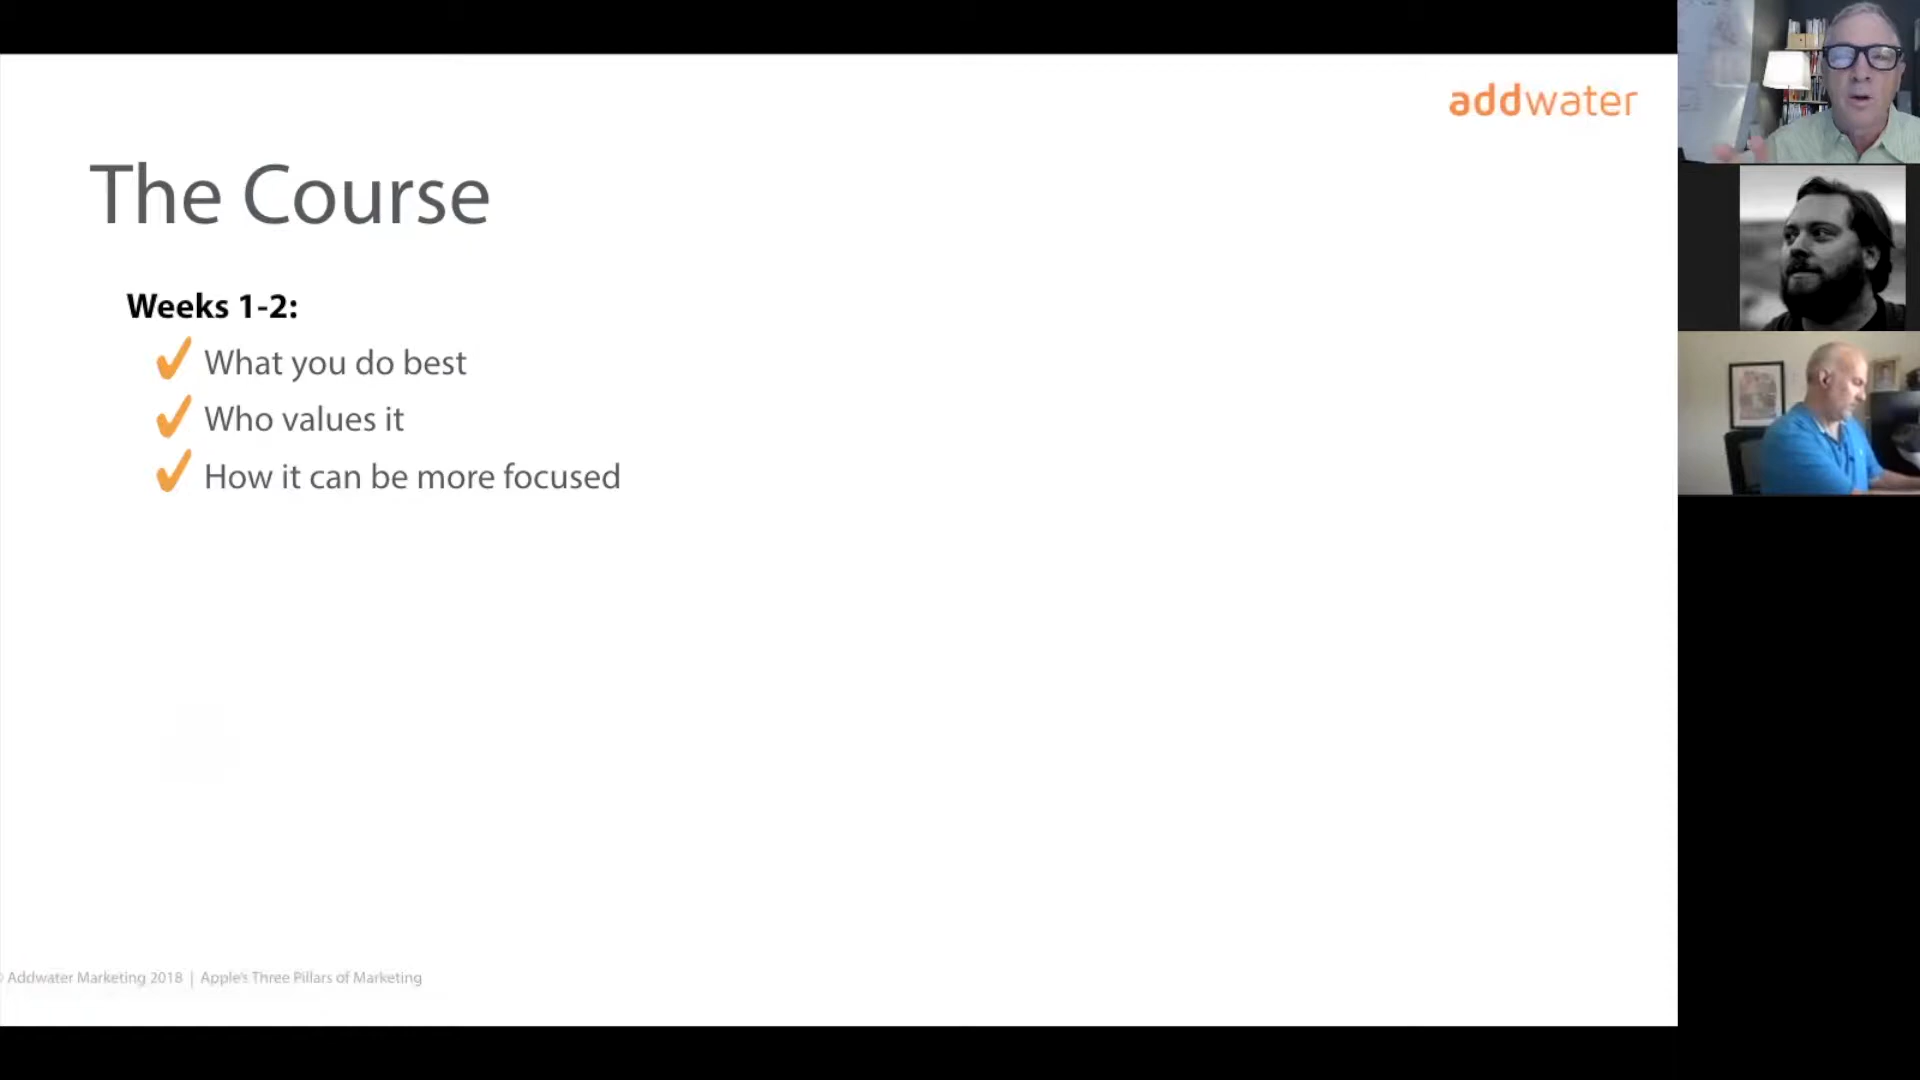 addwater
The Course
Weeks 1-2:
What you do best
Who values it
How it can be more focused
Addwater Marketing 2018 | Apple's Three Pillars of Marketing